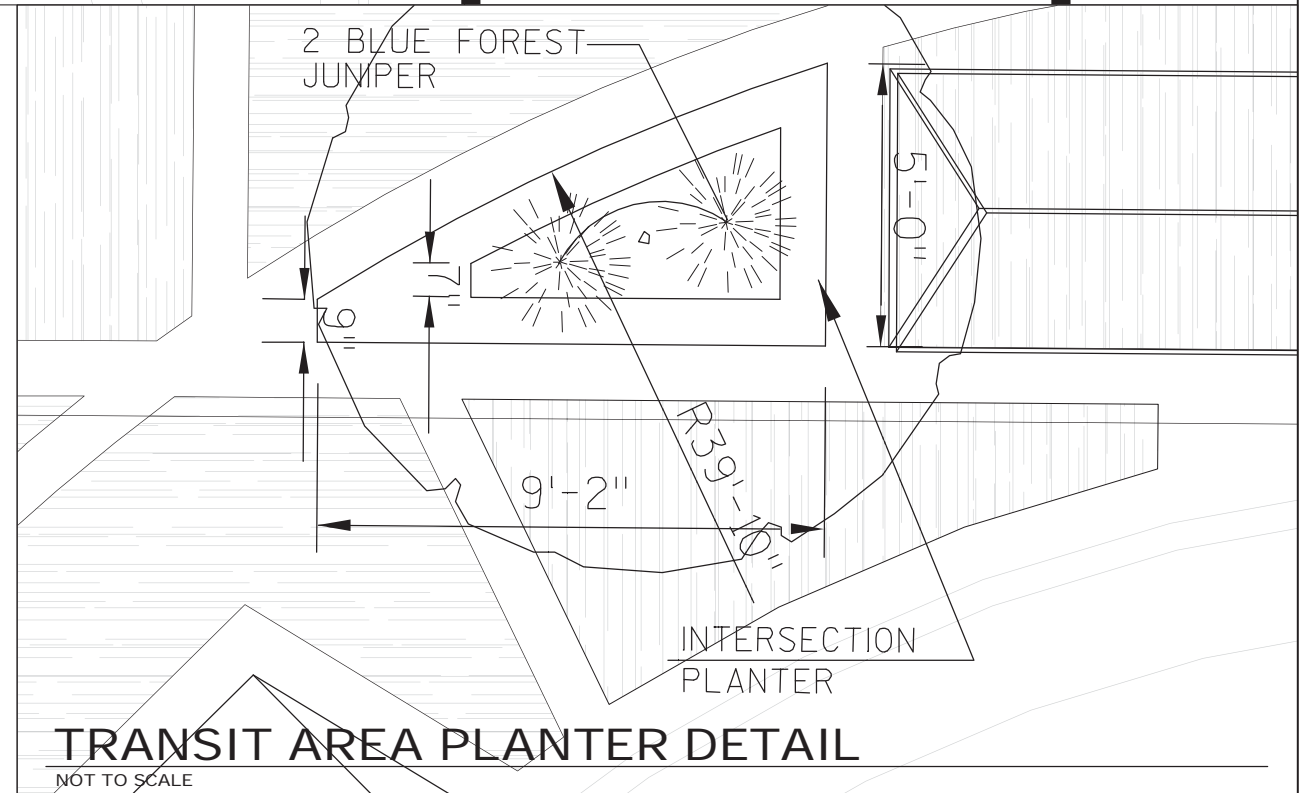 2 BLUE FOREST
JUNIPER
5'-0"
7"
9"
R39'-10"
9'-2"
INTERSECTION
PLANTER
TRANSIT AREA PLANTER DETAIL
NOT TO SCALE